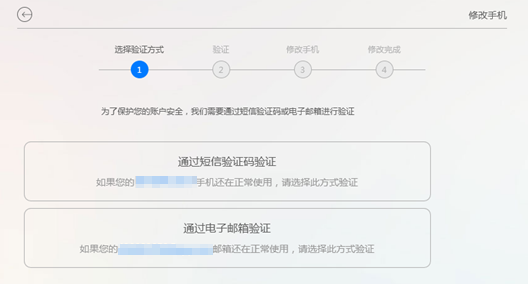 修改手机
选择验证方式
验证
修改手机
修改完成
1
2
3
4
为了保护您的账户安全，我们需要通过短信验证码或电子邮箱进行验证
通过短信验证码验证
如果您的 手机还在正常使用，请选择此方式验证
通过电子邮箱验证
如果您的 邮箱还在正常使用，请选择此方式验证